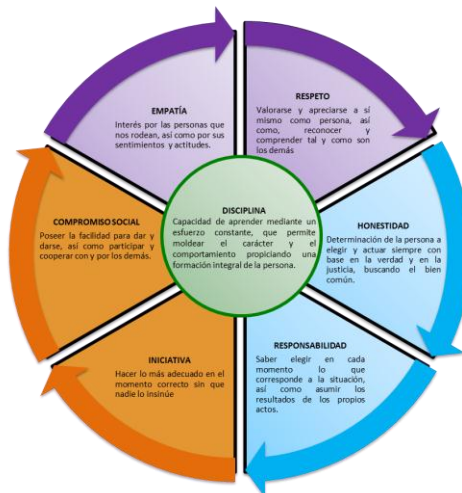 EMPATÍA
Interés por las personas que
nos rodean, así como por sus
sentimientos y actitudes.
RESPETO
Valorarse y apreciarse a sí
mismo como persona, así
como, reconocer y
comprender tal y como son
los demás
DISCIPLINA
Capacidad de aprender mediante un
esfuerzo constante, que permite
moldear el carácter y el
comportamiento propiciando una
formación integral de la persona.
COMPROMISO SOCIAL
Poseer la facilidad para dar y
darse, así como participar y
cooperar con y por los demás.
HONESTIDAD
Determinación de la persona a
elegir y actuar siempre con
base en la verdad y en la
justicia, buscando el bien
común.
INICIATIVA
Hacer lo más adecuado en el
momento correcto sin que
nadie lo insinúe
RESPONSABILIDAD
Saber elegir en cada
momento lo que
corresponde a la situación,
así como asumir los
resultados de los propios
actos.